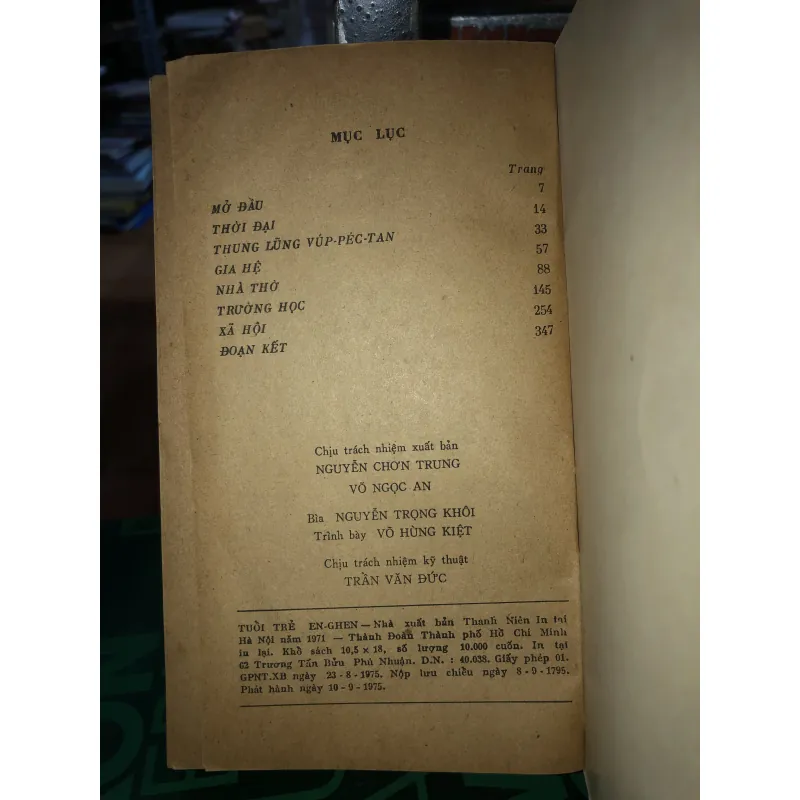 MỤC LỤC
Trang
MỞ ĐẦU 7
THỜI ĐẠI 14
THUNG LŨNG VÚP-PÉC-TAN 33
GIA HỆ 57
NHÀ THỜ 88
TRƯỜNG HỌC 145
XÃ HỘI 254
ĐOẠN KẾT 347
Chịu trách nhiệm xuất bản
NGUYỄN CHƠN TRUNG
VÕ NGỌC AN
Bìa NGUYỄN TRỌNG KHÔI
Trình bày VÕ HÙNG KIỆT
Chịu trách nhiệm kỹ thuật
TRẦN VĂN ĐỨC
TUỔI TRẺ EN-GHEN — Nhà xuất bản Thanh Niên In tại
Hà Nội năm 1971 — Thành Đoàn Thành phố Hồ Chí Minh
in lại. Khổ sách 10,5 x 18, số lượng 10.000 cuốn. In tại
62 Trương Tấn Bửu Phú Nhuận. D.N. : 49.638. Giấy phép 01.
GPNT.XB ngày 23-8-1975. Nộp lưu chiểu ngày 8-9-1795.
Phát hành ngày 10-9-1975.